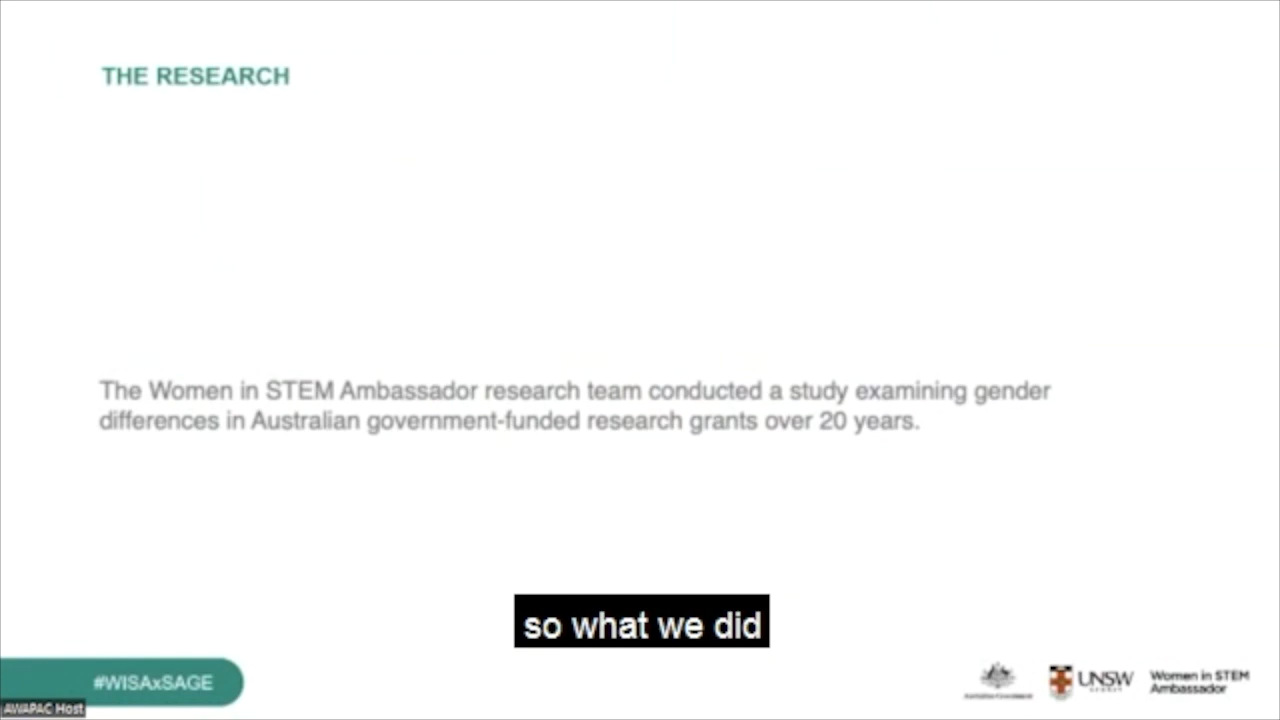 THE RESEARCH
The Women in STEM Ambassador research team conducted a study examining gender
differences in Australian government-funded research grants over 20 years.
so what we did
#WISAxSAGE
AWAPAC Host
UNSW
SYDNEY
Women in STEM
Ambassador